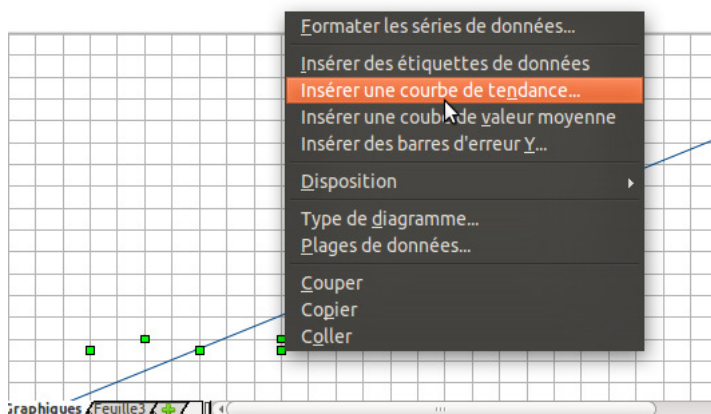 Formater les séries de données...
Insérer des étiquettes de données
Insérer une courbe de tendance...
Insérer une coube de valeur moyenne
Insérer des barres d'erreur Y...
Disposition
Type de diagramme...
Plages de données...
Couper
Copier
Coller
Graphiques Feuille3